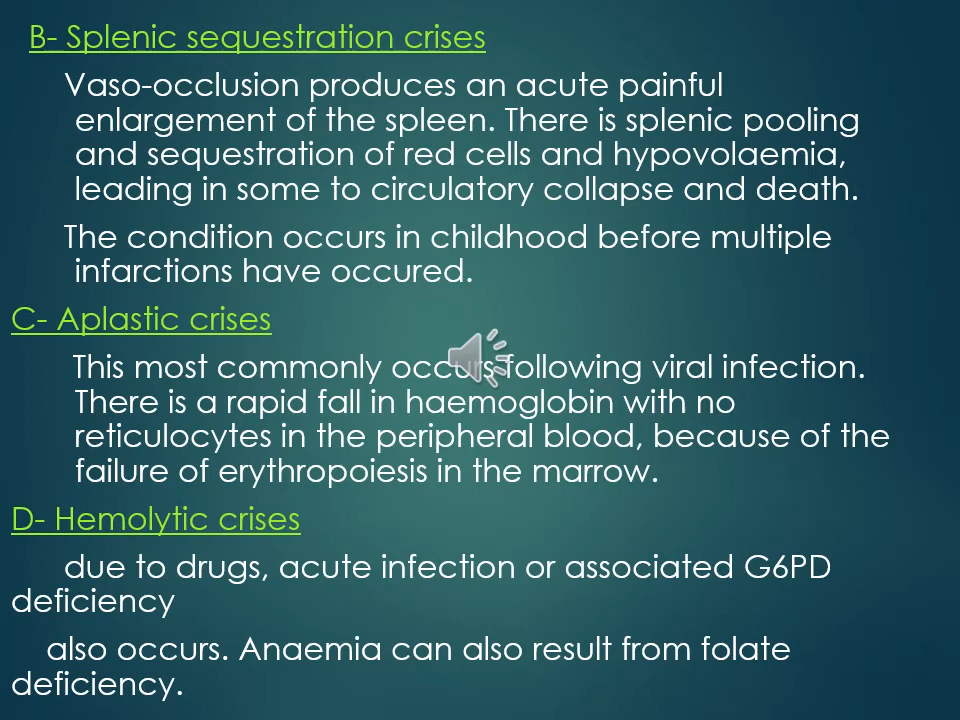 B- Splenic sequestration crises
Vaso-occlusion produces an acute painful
enlargement of the spleen. There is splenic pooling
and sequestration of red cells and hypovolaemia,
leading in some to circulatory collapse and death.
The condition occurs in childhood before multiple
infarctions have occured.
C- Aplastic crises
This most commonly occurs following viral infection.
There is a rapid fall in haemoglobin with no
reticulocytes in the peripheral blood, because of the
failure of erythropoiesis in the marrow.
D- Hemolytic crises
due to drugs, acute infection or associated G6PD
deficiency
also occurs. Anaemia can also result from folate
deficiency.